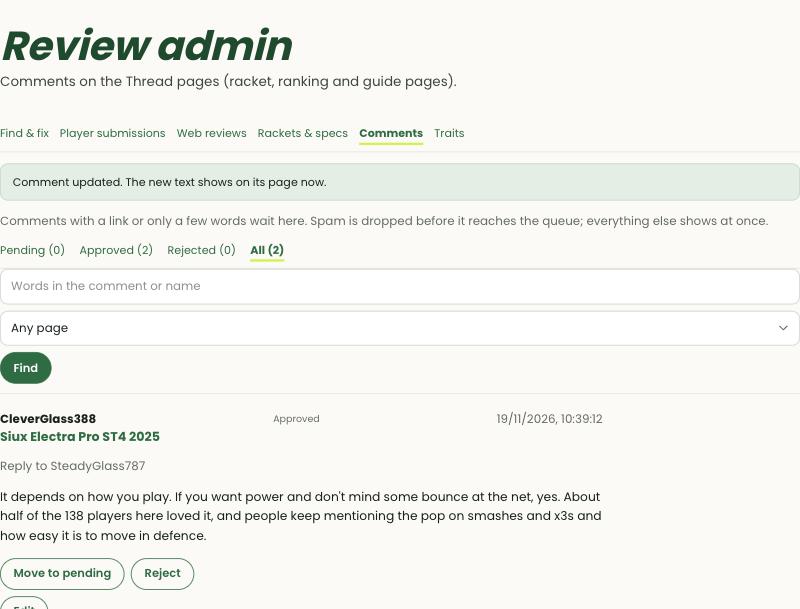 Review admin
Comments on the Thread pages (racket, ranking and guide pages).
Find & fix Player submissions Web reviews Rackets & specs Comments Traits
Comment updated. The new text shows on its page now.
Comments with a link or only a few words wait here. Spam is dropped before it reaches the queue; everything else shows at once.
Pending (0) Approved (2) Rejected (0) All (2)
Words in the comment or name
Any page
Find
CleverGlass388 Approved 19/11/2026, 10:39:12
Siux Electra Pro ST4 2025
Reply to SteadyGlass787
It depends on how you play. If you want power and don't mind some bounce at the net, yes. About
half of the 138 players here loved it, and people keep mentioning the pop on smashes and x3s and
how easy it is to move in defence.
Move to pending Reject
Edit